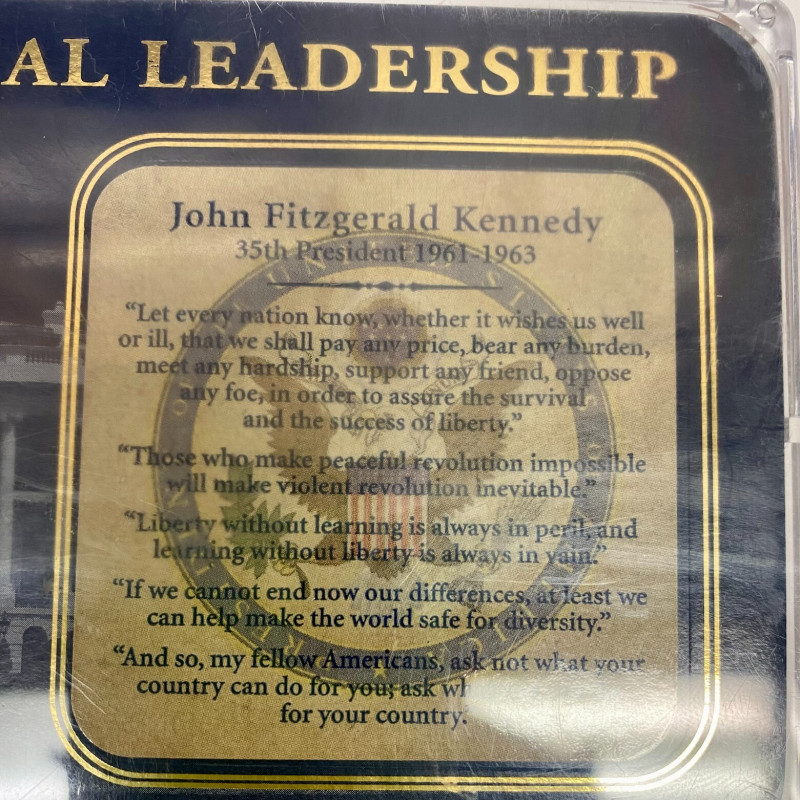 AL LEADERSHIP
John Fitzgerald Kennedy
35th President 1961-1963
“Let every nation know, whether it wishes us well
or ill, that we shall pay any price, bear any burden,
meet any hardship, support any friend, oppose
any foe, in order to assure the survival
and the success of liberty.”
“Those who make peaceful revolution impossible
will make violent revolution inevitable.”
“Liberty without learning is always in peril, and
learning without liberty is always in vain.”
“If we cannot end now our differences, at least we
can help make the world safe for diversity.”
“And so, my fellow Americans, ask not what your
country can do for you; ask
for your country.